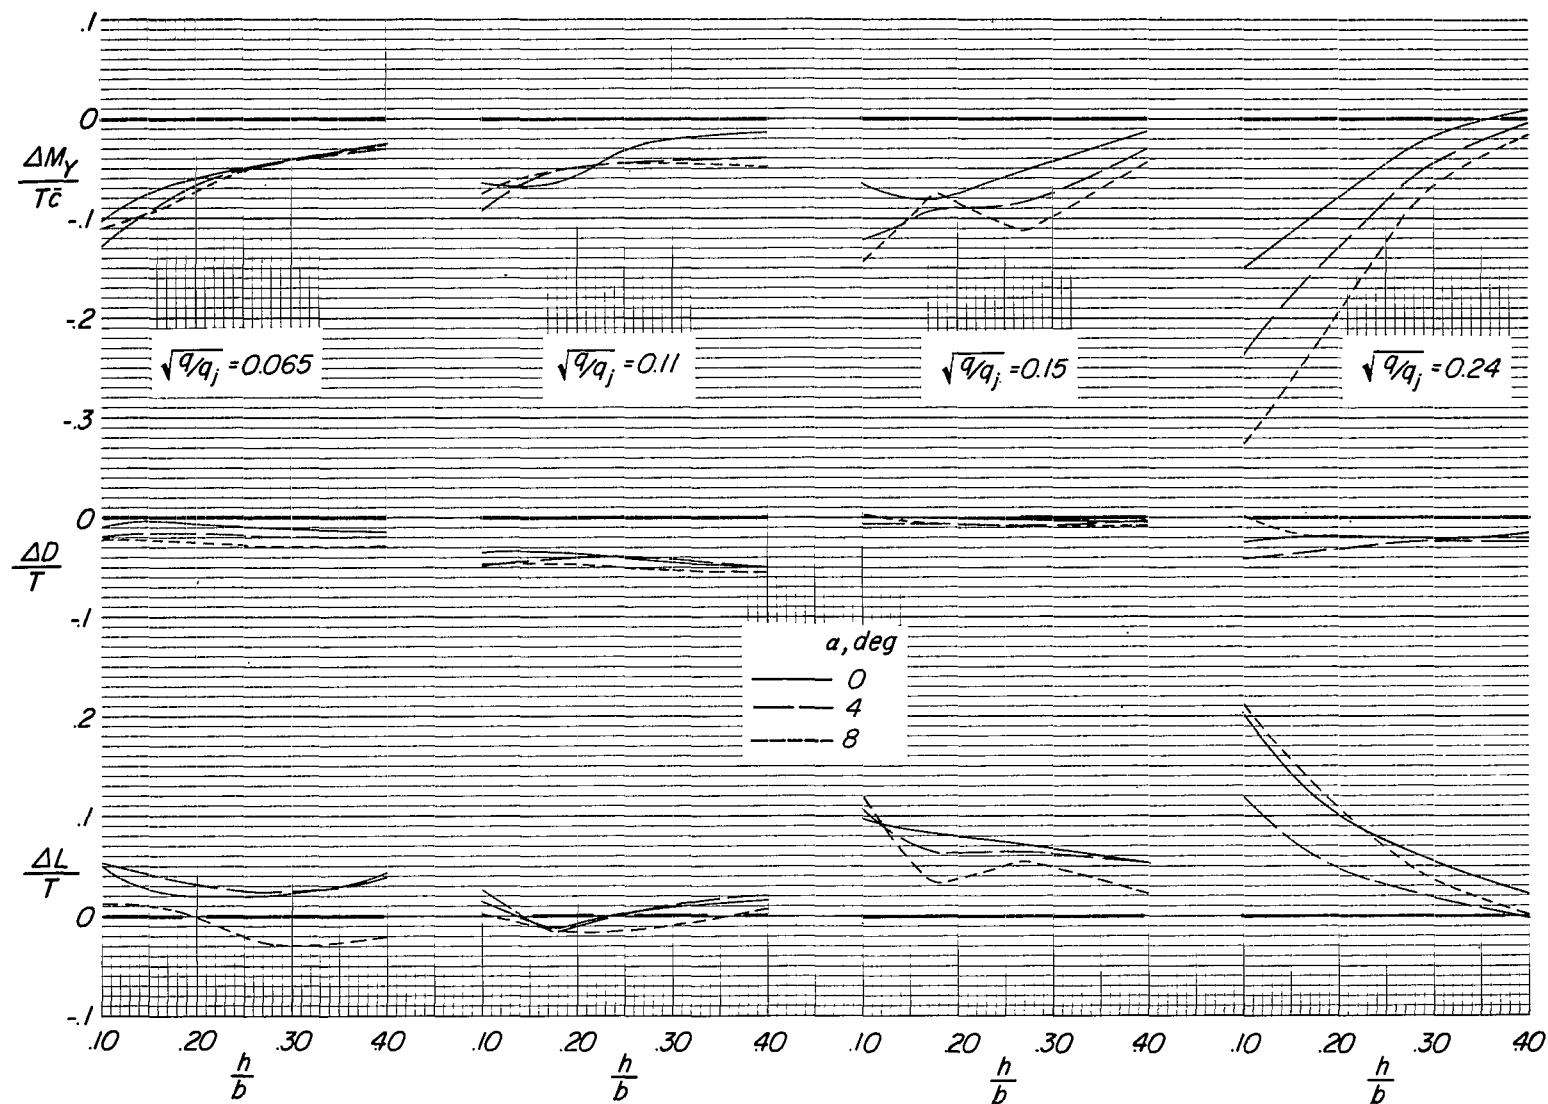 .1
0
ΔM_Y
Tc̄
-.1
-.2
√q/q_j = 0.065
√q/q_j = 0.11
√q/q_j = 0.15
√q/q_j = 0.24
-.3
0
ΔD
T
-.1
α, deg
0
4
8
.2
.1
ΔL
T
0
-.1
.10 .20 .30 .40 .10 .20 .30 .40 .10 .20 .30 .40 .10 .20 .30 .40
h
b
h
b
h
b
h
b